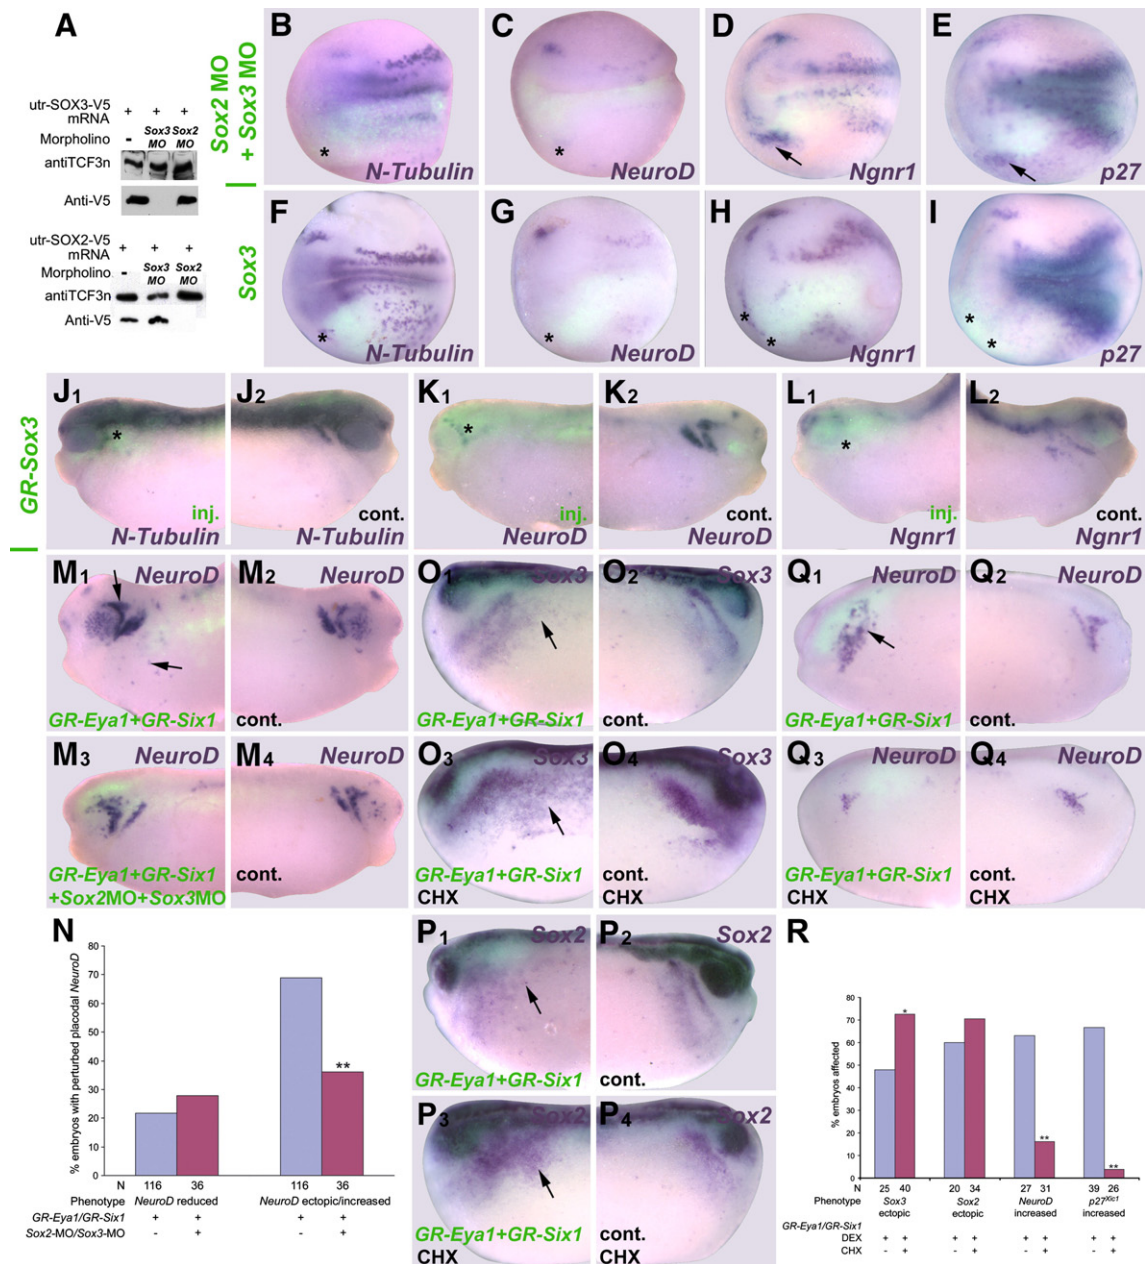 A
utr-SOX3-V5
mRNA
+ + +
Morpholino - Sox3 MO Sox2 MO
antiTCF3n
Anti-V5
utr-SOX2-V5
mRNA
+ + +
Morpholino - Sox3 MO Sox2 MO
antiTCF3n
Anti-V5
Sox2 MO
+ Sox3 MO
B
*
N-Tubulin
C
*
NeuroD
D
Ngnr1
E
p27
Sox3
F
*
N-Tubulin
G
*
NeuroD
H
* *
Ngnr1
I
* *
p27
GR-Sox3
J1
*
inj.
N-Tubulin
J2
cont.
N-Tubulin
K1
*
inj.
NeuroD
K2
cont.
NeuroD
L1
*
inj.
Ngnr1
L2
cont.
Ngnr1
M1 NeuroD
GR-Eya1+GR-Six1
M2 NeuroD
cont.
O1 Sox3
GR-Eya1+GR-Six1
O2 Sox3
cont.
Q1 NeuroD
GR-Eya1+GR-Six1
Q2 NeuroD
cont.
M3 NeuroD
GR-Eya1+GR-Six1
+Sox2MO+Sox3MO
M4 NeuroD
cont.
O3 Sox3
GR-Eya1+GR-Six1
CHX
O4 Sox3
cont.
CHX
Q3 NeuroD
GR-Eya1+GR-Six1
CHX
Q4 NeuroD
cont.
CHX
N
% embryos with perturbed placodal NeuroD
80
70
60
50
40
30
20
10
0
**
N 116 36 116 36
Phenotype NeuroD reduced NeuroD ectopic/increased
GR-Eya1/GR-Six1 + + + +
Sox2-MO/Sox3-MO - + - +
P1 Sox2
GR-Eya1+GR-Six1
P2 Sox2
cont.
P3 Sox2
GR-Eya1+GR-Six1
CHX
P4 Sox2
cont.
CHX
R
% embryos affected
80
70
60
50
40
30
20
10
0
* ** **
N 25 40 20 34 27 31 39 26
Phenotype Sox3 ectopic Sox2 ectopic NeuroD increased p27Xic1 increased
GR-Eya1/GR-Six1
DEX + + + + + + + +
CHX - + - + - + - +